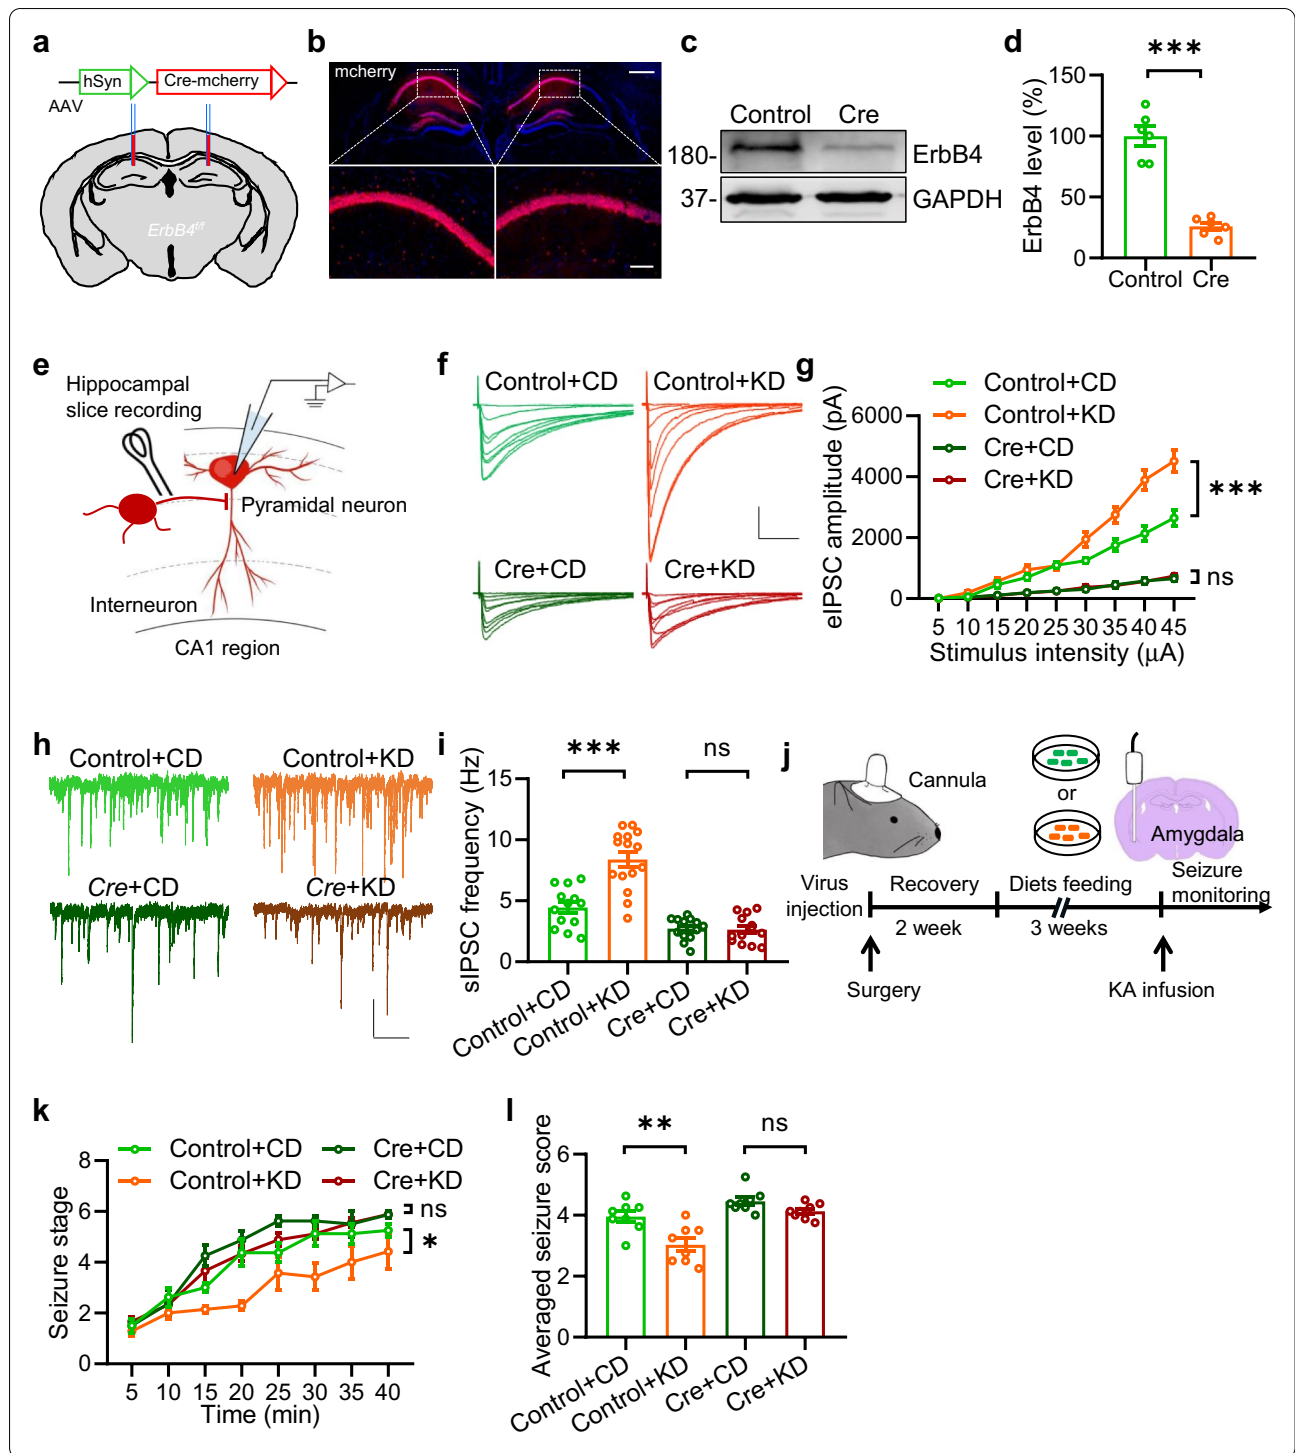 a
hSyn
Cre-mcherry
AAV
ErbB4f/f
b
mcherry
c
Control
Cre
180-
ErbB4
37-
GAPDH
d
***
ErbB4 level (%)
150
100
50
0
Control Cre
e
Hippocampal
slice recording
Pyramidal neuron
Interneuron
CA1 region
f
Control+CD
Control+KD
Cre+CD
Cre+KD
g
Control+CD
Control+KD
Cre+CD
Cre+KD
eIPSC amplitude (pA)
6000
4000
2000
0
***
ns
5 10 15 20 25 30 35 40 45
Stimulus intensity (μA)
h
Control+CD
Control+KD
Cre+CD
Cre+KD
i
***
ns
sIPSC frequency (Hz)
15
10
5
0
Control+CD
Control+KD
Cre+CD
Cre+KD
j
Cannula
or
Amygdala
Virus
injection
Recovery
2 week
Diets feeding
3 weeks
Seizure
monitoring
Surgery
KA infusion
k
Control+CD
Cre+CD
Control+KD
Cre+KD
Seizure stage
8
6
4
2
0
ns
*
5 10 15 20 25 30 35 40
Time (min)
l
**
ns
Averaged seizure score
6
4
2
0
Control+CD
Control+KD
Cre+CD
Cre+KD